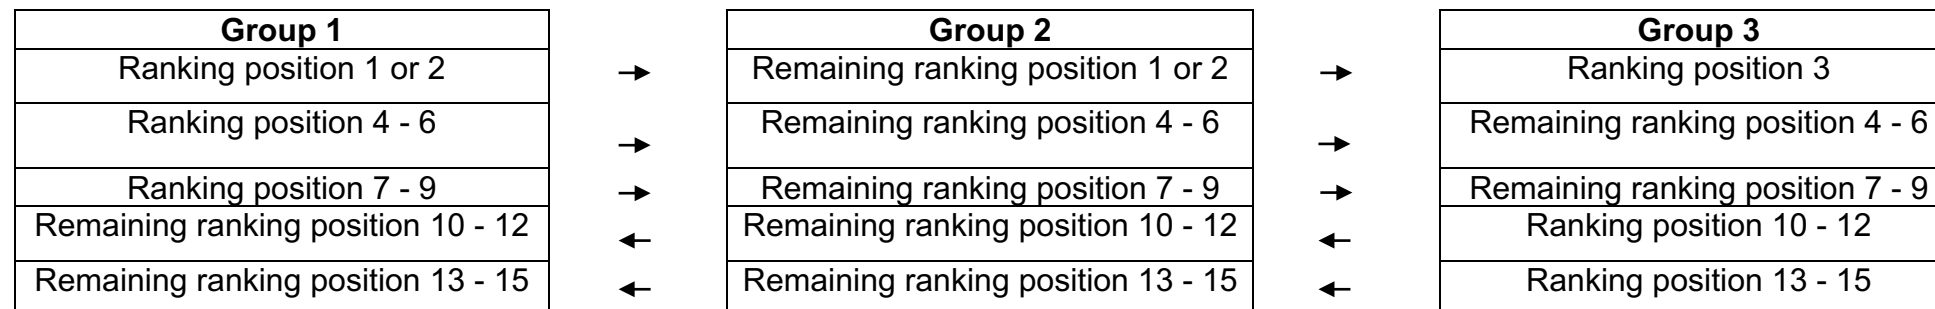 Group 1 → Group 2 → Group 3
Ranking position 1 or 2 → Remaining ranking position 1 or 2 → Ranking position 3
Ranking position 4 - 6 → Remaining ranking position 4 - 6 → Remaining ranking position 4 - 6
Ranking position 7 - 9 → Remaining ranking position 7 - 9 → Remaining ranking position 7 - 9
Remaining ranking position 10 - 12 ← Remaining ranking position 10 - 12 ← Ranking position 10 - 12
Remaining ranking position 13 - 15 ← Remaining ranking position 13 - 15 ← Ranking position 13 - 15